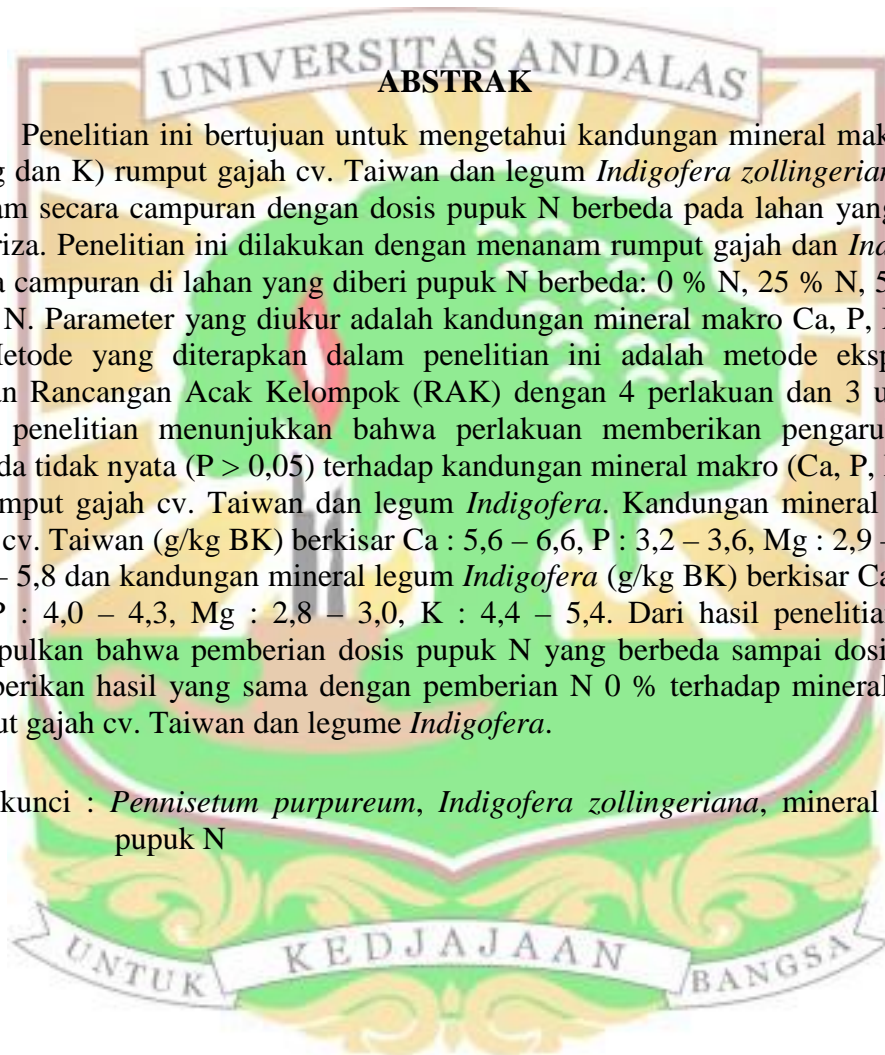 UNIVERSITAS ANDALAS
ABSTRAK
Penelitian ini bertujuan untuk mengetahui kandungan mineral mak
g dan K) rumput gajah cv. Taiwan dan legum Indigofera zollingerian
am secara campuran dengan dosis pupuk N berbeda pada lahan yang
riza. Penelitian ini dilakukan dengan menanam rumput gajah dan Ind
a campuran di lahan yang diberi pupuk N berbeda: 0 % N, 25 % N, 5
N. Parameter yang diukur adalah kandungan mineral makro Ca, P,
Metode yang diterapkan dalam penelitian ini adalah metode eksp
an Rancangan Acak Kelompok (RAK) dengan 4 perlakuan dan 3 u
penelitian menunjukkan bahwa perlakuan memberikan pengaru
da tidak nyata (P > 0,05) terhadap kandungan mineral makro (Ca, P,
umput gajah cv. Taiwan dan legum Indigofera. Kandungan mineral
cv. Taiwan (g/kg BK) berkisar Ca : 5,6 – 6,6, P : 3,2 – 3,6, Mg : 2,9 –
– 5,8 dan kandungan mineral legum Indigofera (g/kg BK) berkisar Ca
P : 4,0 – 4,3, Mg : 2,8 – 3,0, K : 4,4 – 5,4. Dari hasil penelitia
pulkan bahwa pemberian dosis pupuk N yang berbeda sampai dosi
berikan hasil yang sama dengan pemberian N 0 % terhadap mineral
ut gajah cv. Taiwan dan legume Indigofera.
kunci : Pennisetum purpureum, Indigofera zollingeriana, mineral
pupuk N
UNTUK KEDJAJAAN BANGSA